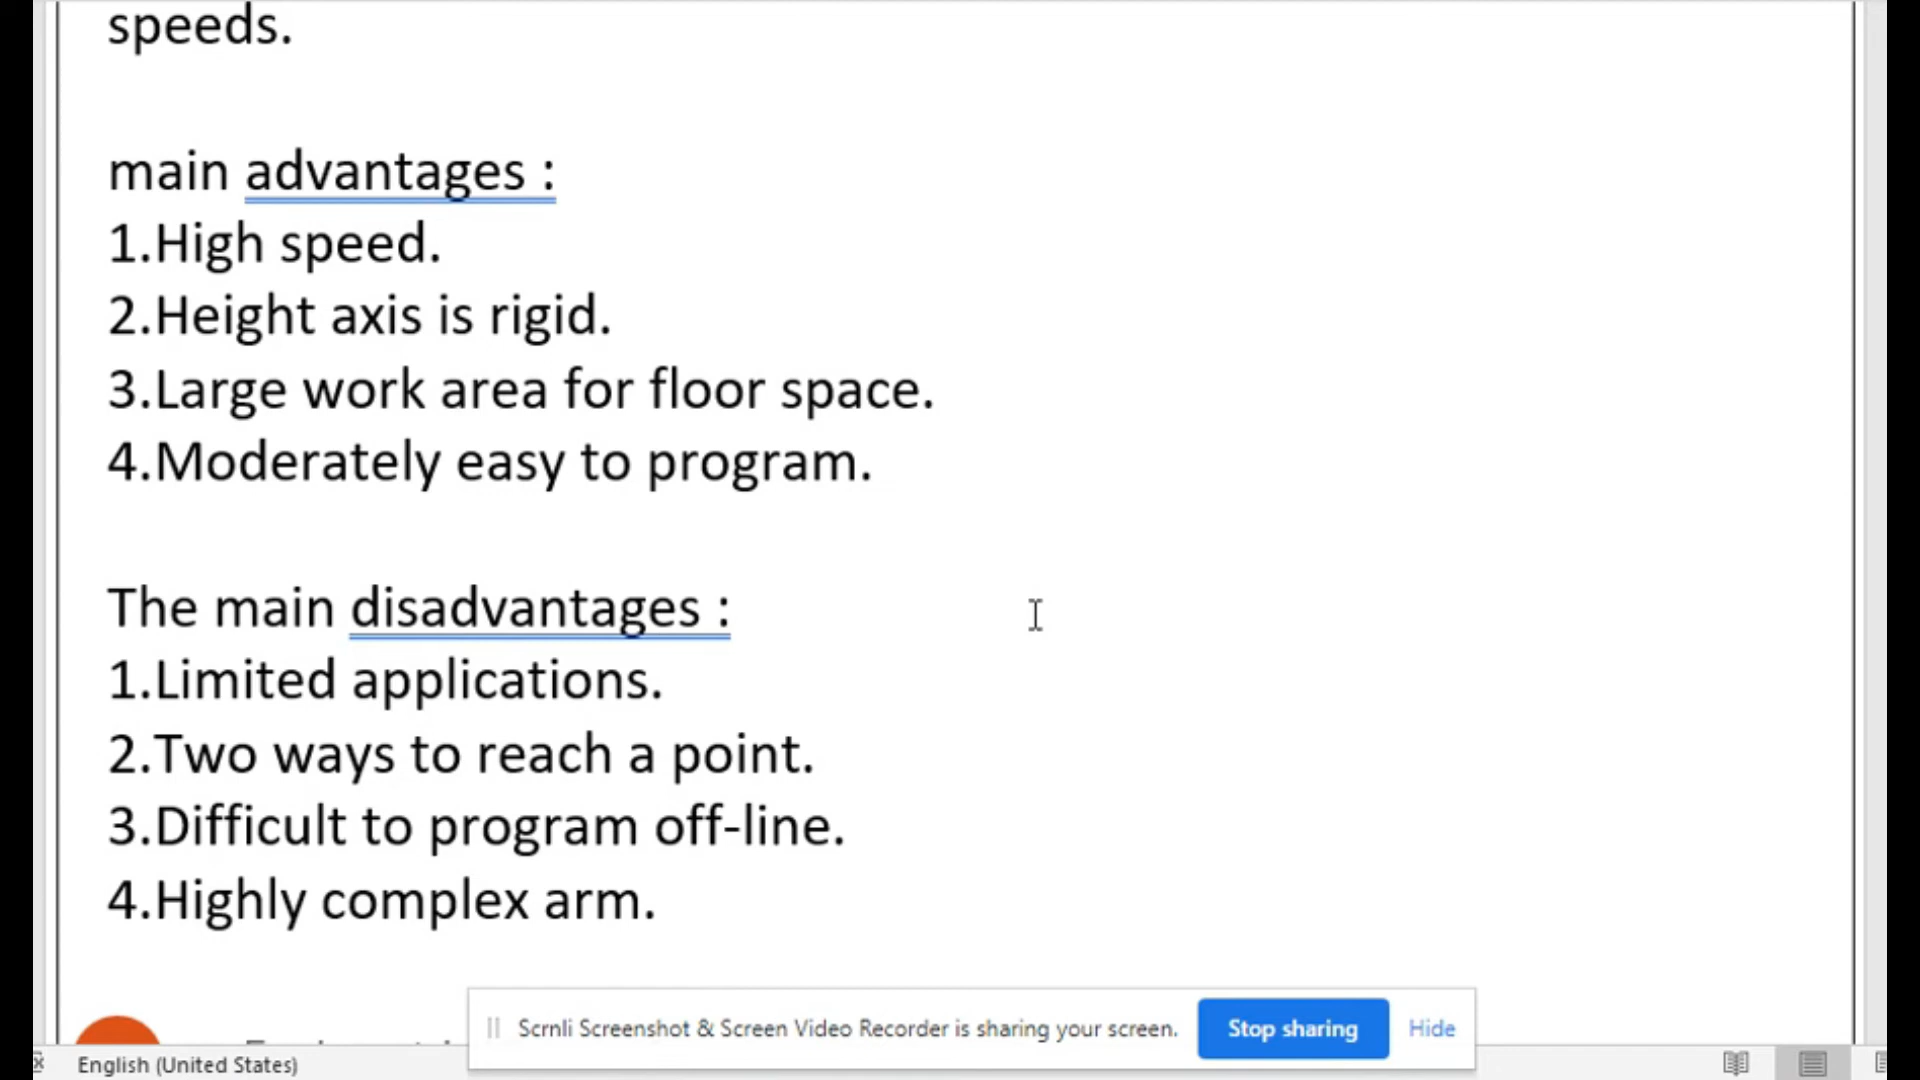 speeds.
main advantages :
1.High speed.
2.Height axis is rigid.
3.Large work area for floor space.
4.Moderately easy to program.
The main disadvantages :
1.Limited applications.
2.Two ways to reach a point.
3.Difficult to program off-line.
4.Highly complex arm.
Scrnli Screenshot & Screen Video Recorder is sharing your screen. Stop sharing Hide
English (United States)